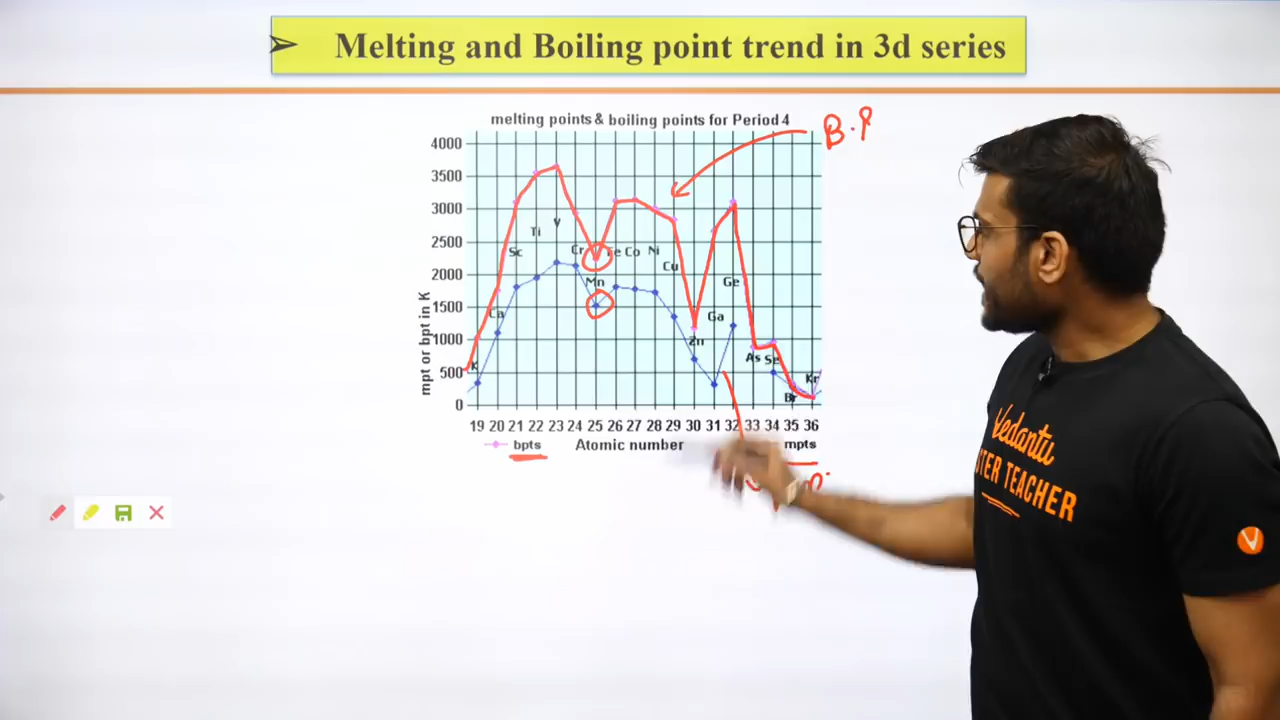 ➢ Melting and Boiling point trend in 3d series
melting points & boiling points for Period 4
B.P
mpt or bpt in K
4000
3500
3000
2500
2000
1500
1000
500
0
K
Ca
Sc
Ti
V
Cr
Mn
Fe
Co
Ni
Cu
Zn
Ga
Ge
As
Se
Br
Kr
19 20 21 22 23 24 25 26 27 28 29 30 31 32 33 34 35 36
bpts Atomic number mpts
Vedantu
TEACHER